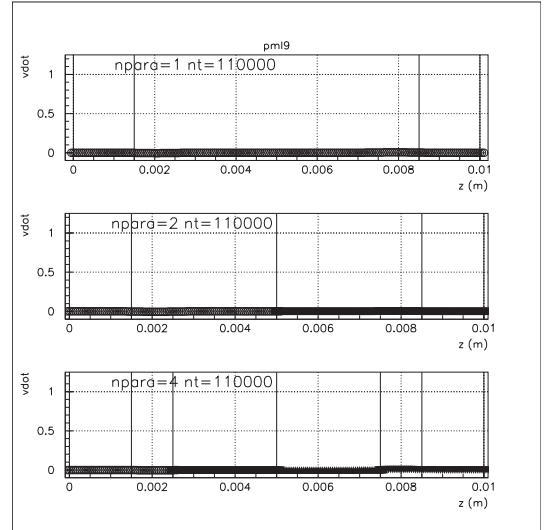 pml9
npara=1 nt=110000
vdot
1
0.5
0
0 0.002 0.004 0.006 0.008 0.01
z (m)
npara=2 nt=110000
vdot
1
0.5
0
0 0.002 0.004 0.006 0.008 0.01
z (m)
npara=4 nt=110000
vdot
1
0.5
0
0 0.002 0.004 0.006 0.008 0.01
z (m)